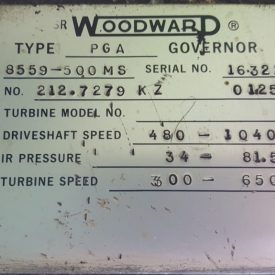 SR WOODWARD ®
TYPE PGA GOVERNOR
8559-500MS SERIAL NO. 1632
NO. 212.7279 KZ 0125
TURBINE MODEL NO.
DRIVESHAFT SPEED 480 - 1040
IR PRESSURE 34 - 81.5
TURBINE SPEED 300 - 650